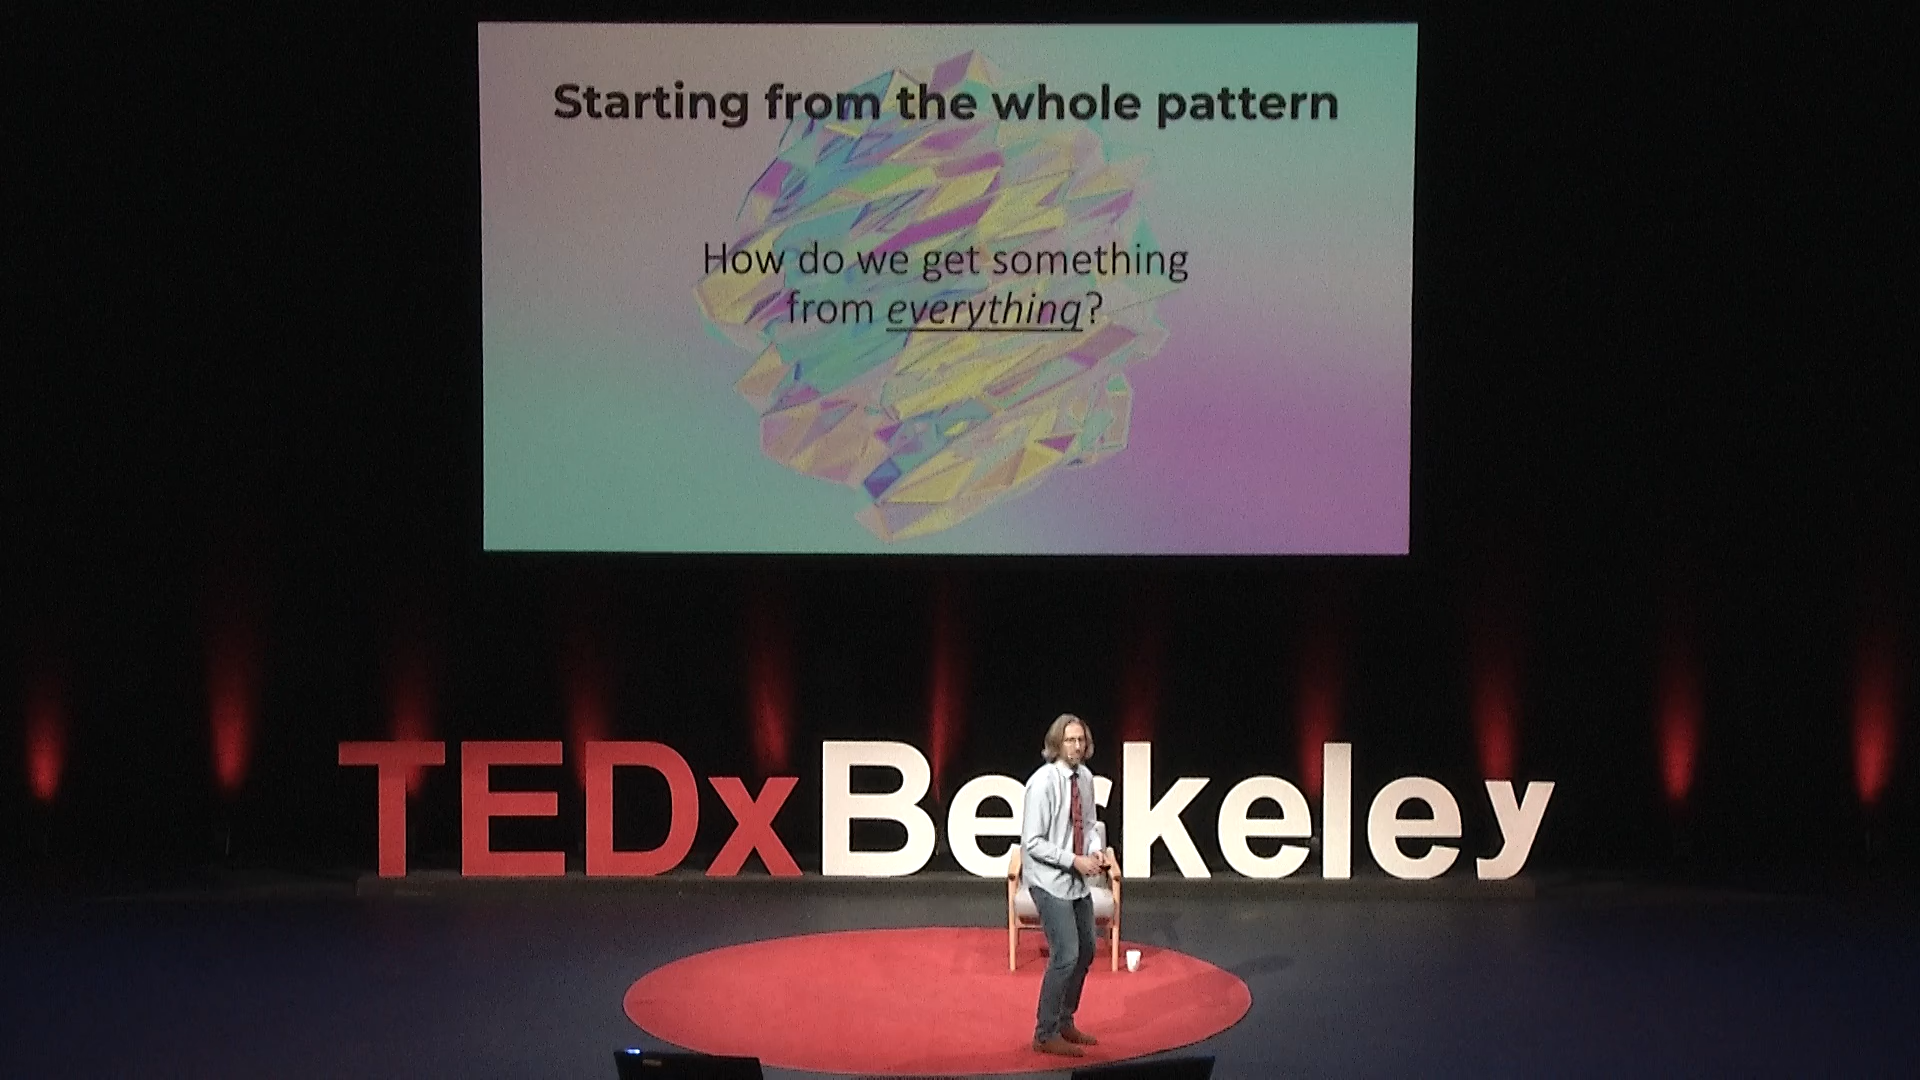 Starting from the whole pattern
How do we get something
from everything?
TEDxBerkeley